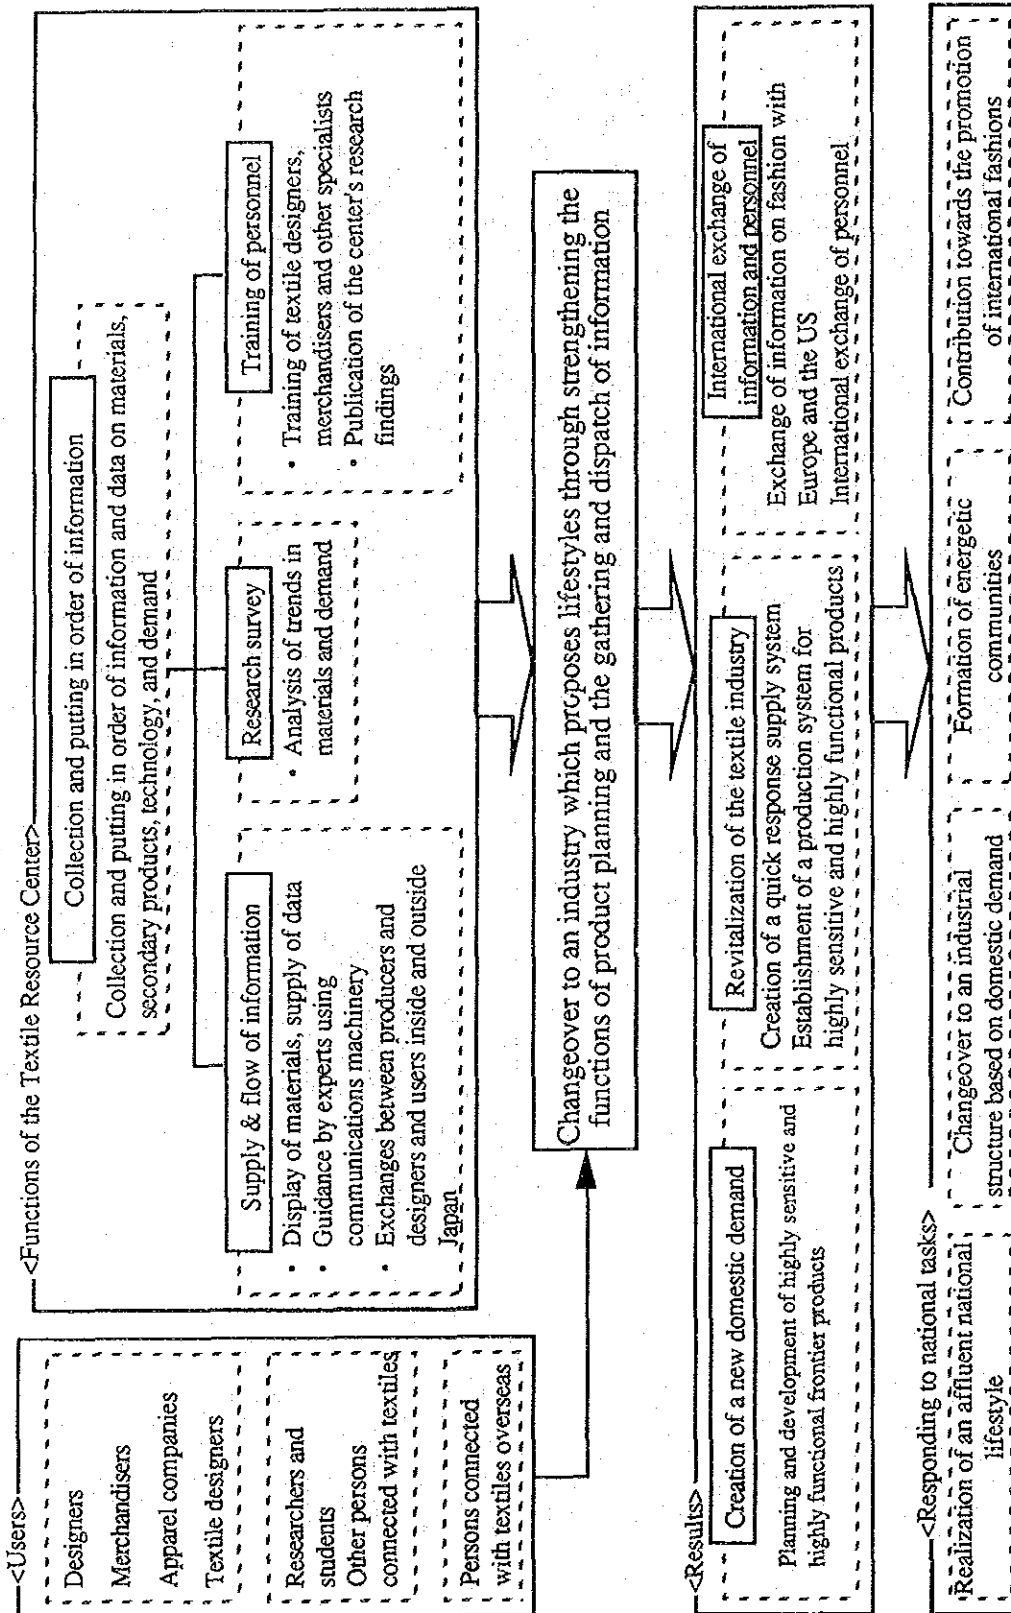 <Users>
Designers
Merchandisers
Apparel companies
Textile designers
Researchers and
students
Other persons
connected with textiles
Persons connected
with textiles overseas
<Functions of the Textile Resource Center>
Collection and putting in order of information
Collection and putting in order of information and data on materials,
secondary products, technology, and demand
Supply & flow of information
• Display of materials, supply of data
• Guidance by experts using
communications machinery
• Exchanges between producers and
designers and users inside and outside
Japan
Research survey
• Analysis of trends in
materials and demand
Training of personnel
• Training of textile designers,
merchandisers and other specialists
• Publication of the center's research
findings
Changeover to an industry which proposes lifestyles through strengthening the
functions of product planning and the gathering and dispatch of information
<Results>
Creation of a new domestic demand
Planning and development of highly sensitive and
highly functional frontier products
Revitalization of the textile industry
Creation of a quick response supply system
Establishment of a production system for
highly sensitive and highly functional products
International exchange of
information and personnel
Exchange of information on fashion with
Europe and the US
International exchange of personnel
<Responding to national tasks>
Realization of an affluent national
lifestyle
Changeover to an industrial
structure based on domestic demand
Formation of energetic
communities
Contribution towards the promotion
of international fashions